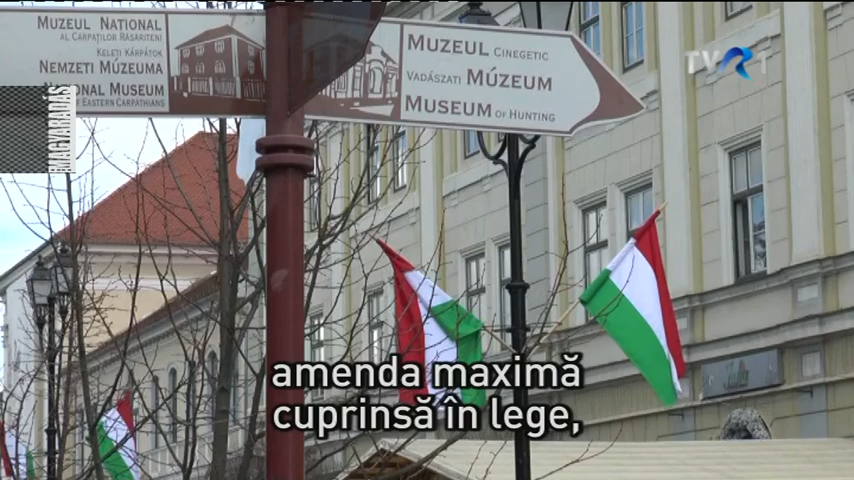 MUZEUL NATIONAL
AL CARPAȚILOR RĂSĂRITENI
KELETI KÁRPÁTOK
NEMZETI MÚZEUMA
NATIONAL MUSEUM
OF EASTERN CARPATHIANS
MUZEUL CINEGETIC
VADÁSZATI MÚZEUM
MUSEUM OF HUNTING
TVR
MAGYARADÁS
amenda maximă
cuprinsă în lege,